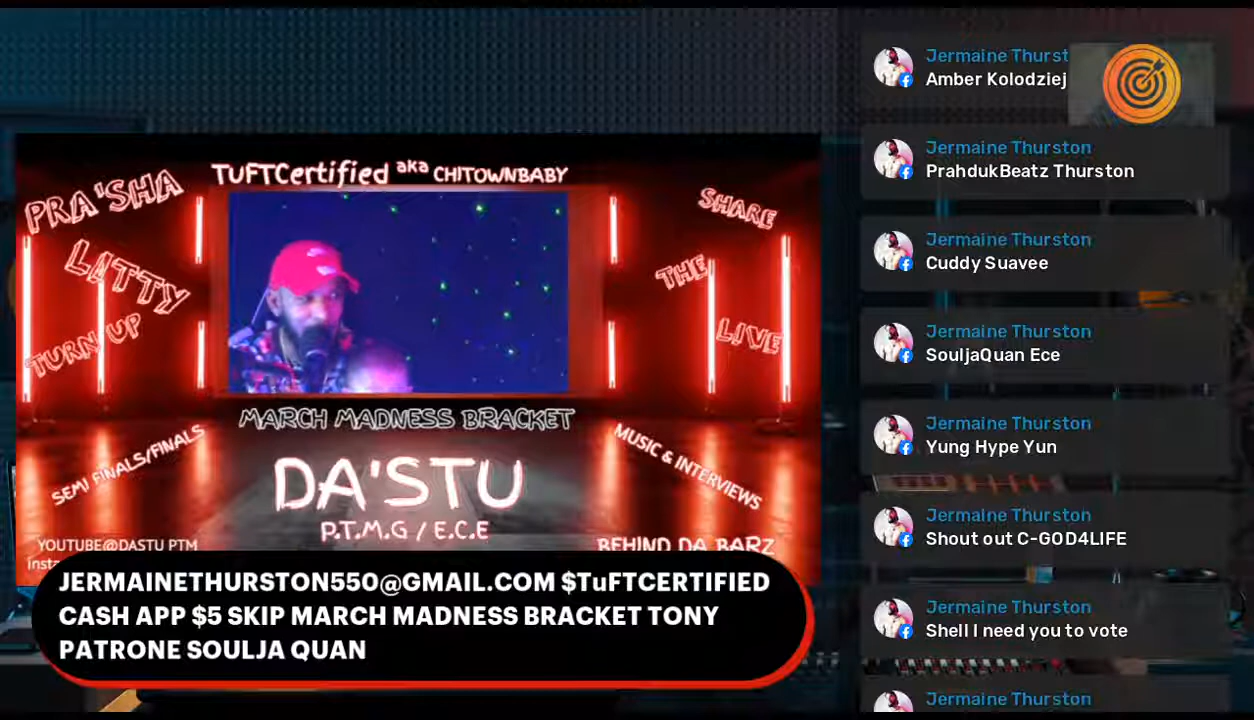 TuFTCertified aka CHITOWNBABY
PRA'SHA
LITTY
TURN UP
SHARE
THE
LIVE
MARCH MADNESS BRACKET
SEMI FINALS/FINALS
MUSIC & INTERVIEWS
DA'STU
P.T.M.G / E.C.E
YOUTUBE@DASTU PTM
BEHIND DA BARZ
JERMAINETHURSTON550@GMAIL.COM $TuFTCERTIFIED
CASH APP $5 SKIP MARCH MADNESS BRACKET TONY
PATRONE SOULJA QUAN
Jermaine Thurst
Amber Kolodziej
Jermaine Thurston
PrahdukBeatz Thurston
Jermaine Thurston
Cuddy Suavee
Jermaine Thurston
SouljaQuan Ece
Jermaine Thurston
Yung Hype Yun
Jermaine Thurston
Shout out C-GOD4LIFE
Jermaine Thurston
Shell I need you to vote
Jermaine Thurston